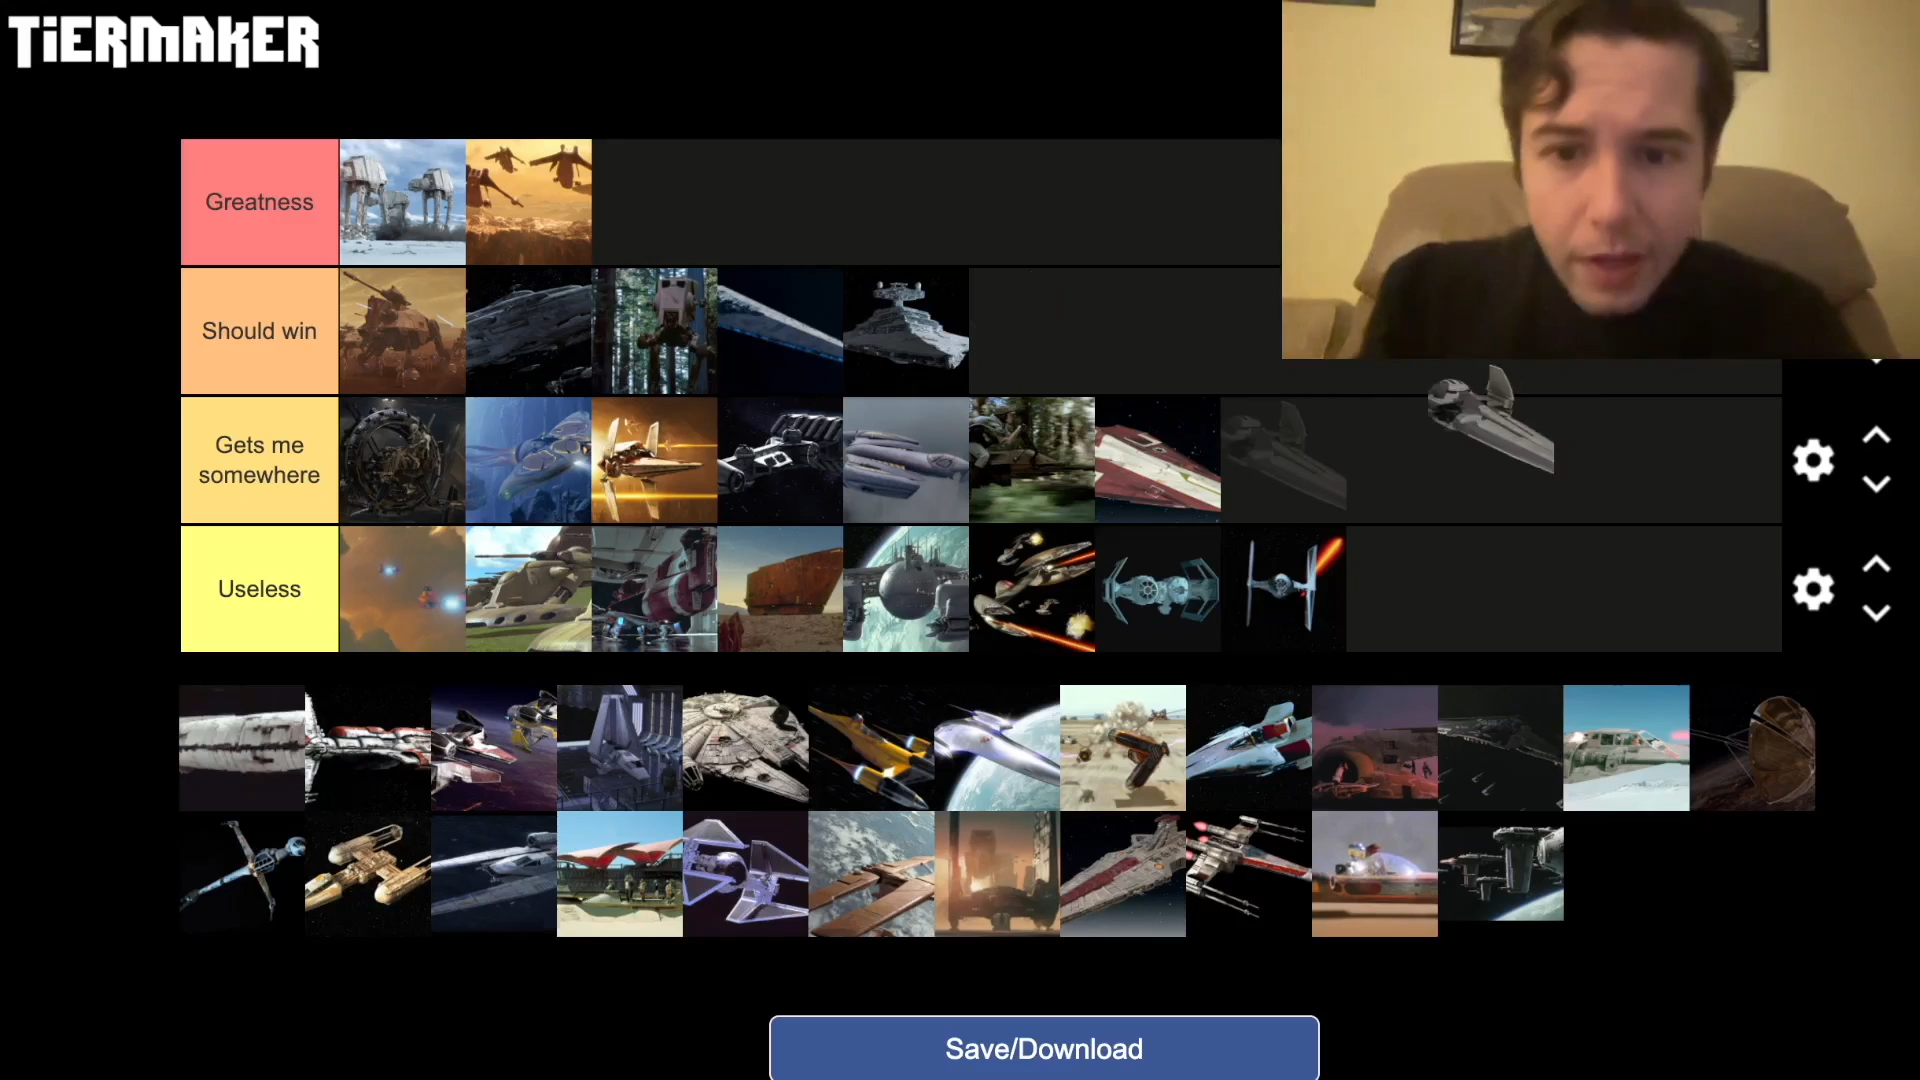 TiERMAKER
Greatness
Should win
Gets me
somewhere
Useless
Save/Download